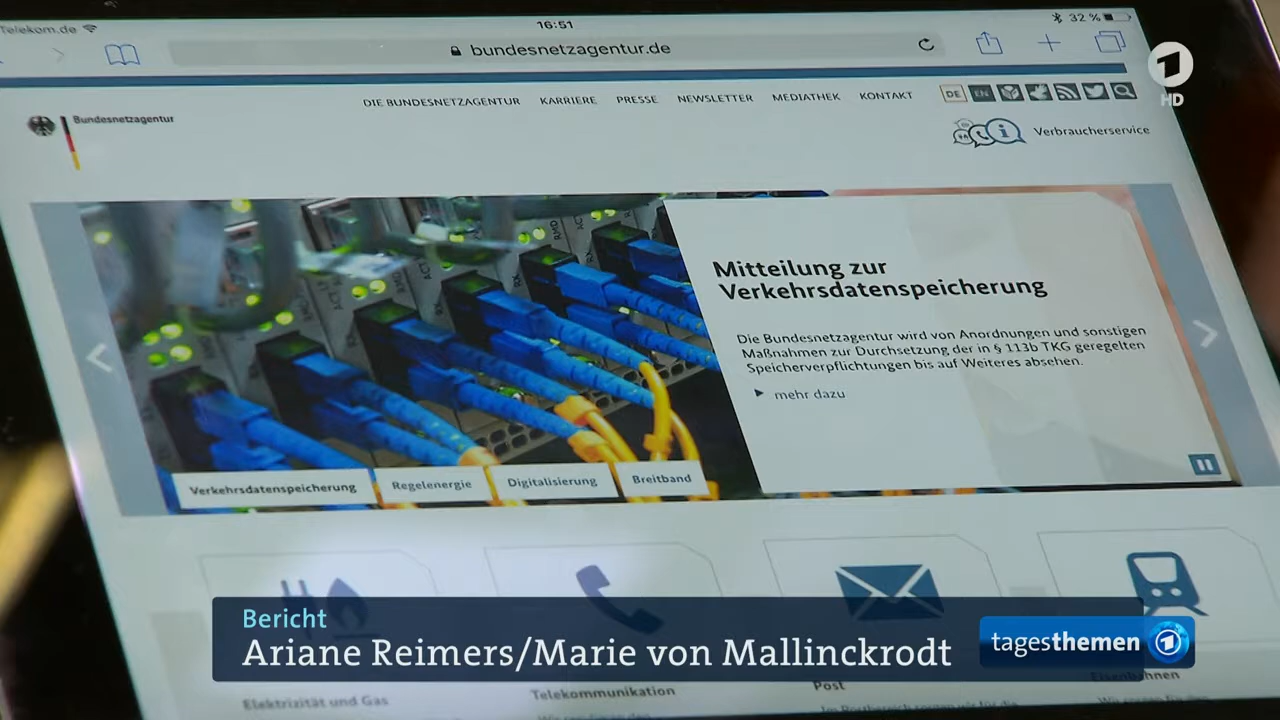 Telekom.de
16:51
32 %
bundesnetzagentur.de
HD
DIE BUNDESNETZAGENTUR KARRIERE PRESSE NEWSLETTER MEDIATHEK KONTAKT DE EN
Bundesnetzagentur
Verbraucherservice
Mitteilung zur
Verkehrsdatenspeicherung
Die Bundesnetzagentur wird von Anordnungen und sonstigen
Maßnahmen zur Durchsetzung der in § 113b TKG geregelten
Speicherverpflichtungen bis auf Weiteres absehen.
mehr dazu
Verkehrsdatenspeicherung Regelenergie Digitalisierung Breitband
Bericht
Ariane Reimers/Marie von Mallinckrodt
tagesthemen
Elektrizität und Gas Telekommunikation Post Eisenbahnen